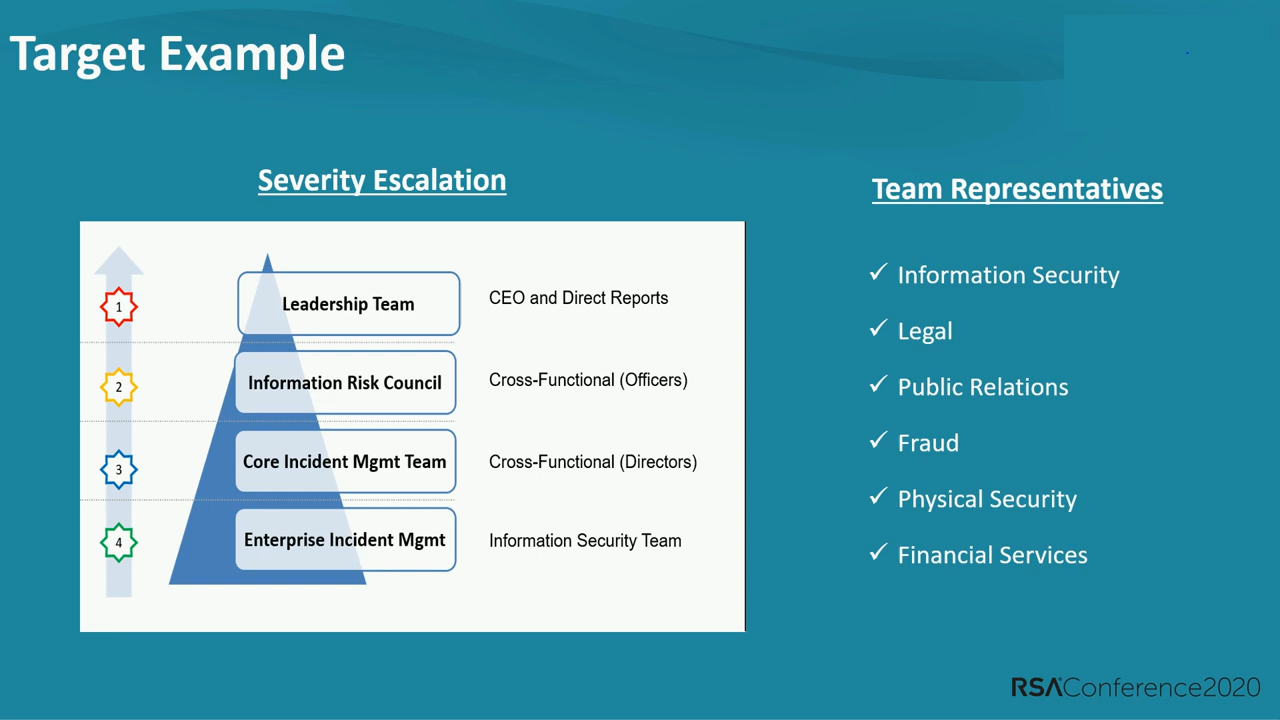 Target Example
Severity Escalation
1
Leadership Team
CEO and Direct Reports
2
Information Risk Council
Cross-Functional (Officers)
3
Core Incident Mgmt Team
Cross-Functional (Directors)
4
Enterprise Incident Mgmt
Information Security Team
Team Representatives
✓ Information Security
✓ Legal
✓ Public Relations
✓ Fraud
✓ Physical Security
✓ Financial Services
RSAConference2020